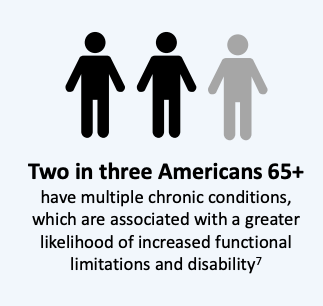 Two in three Americans 65+
have multiple chronic conditions,
which are associated with a greater
likelihood of increased functional
limitations and disability⁷